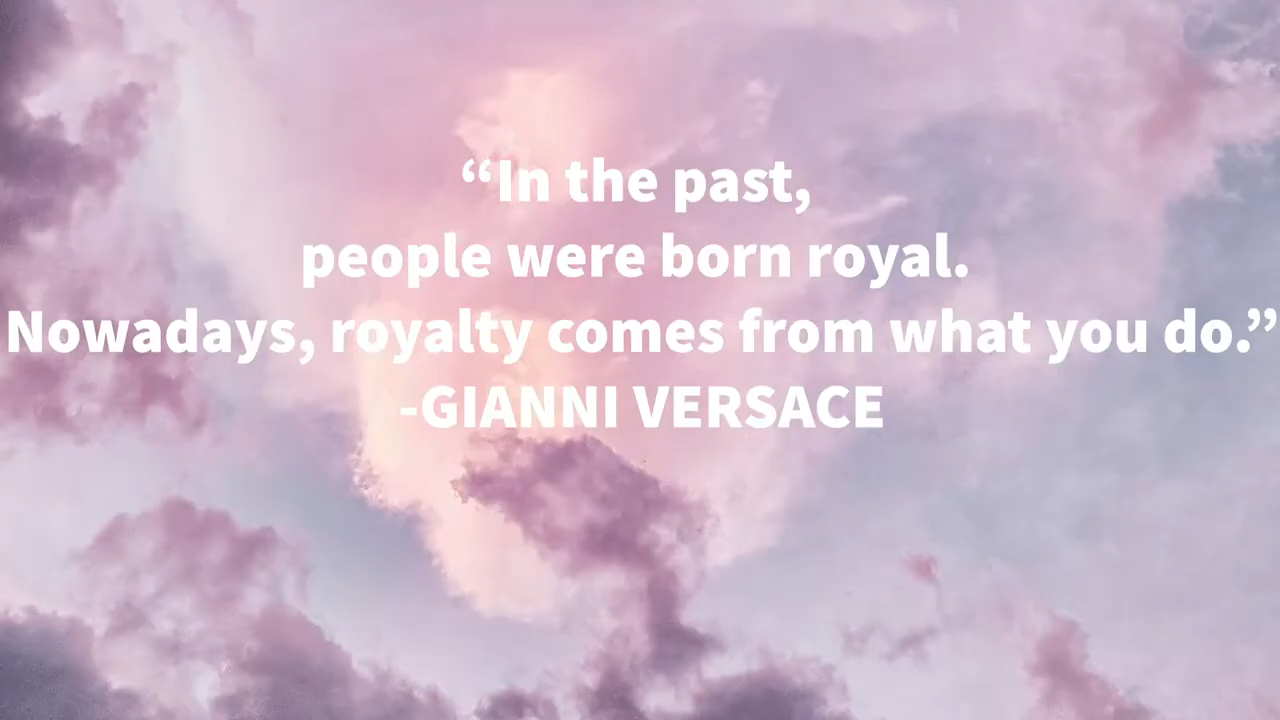 “In the past,
people were born royal.
Nowadays, royalty comes from what you do.”
-GIANNI VERSACE